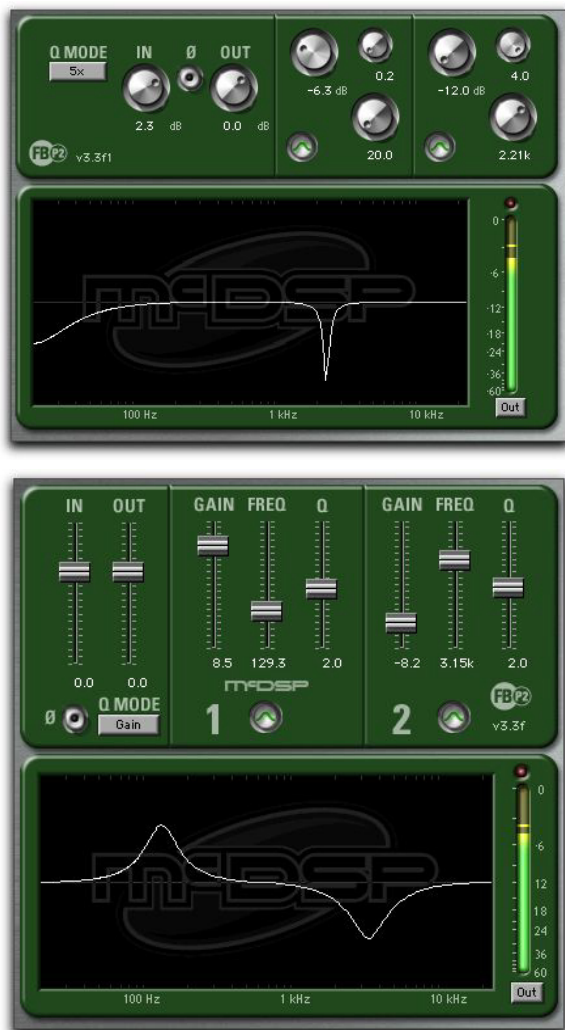 Q MODE IN Ø OUT
5x
2.3 dB 0.0 dB
-6.3 dB 0.2
20.0
-12.0 dB 4.0
2.21k
FB P2 v3.3f1
McDSP
0
-6
-12
-18
-24
-36
-60
Out
100 Hz 1 kHz 10 kHz
IN OUT
0.0 0.0
Ø Q MODE
Gain
GAIN FREQ Q
8.5 129.3 2.0
McDSP
1
GAIN FREQ Q
-8.2 3.15k 2.0
2
FB P2
v3.3f
McDSP
0
-6
12
18
24
36
60
Out
100 Hz 1 kHz 10 kHz